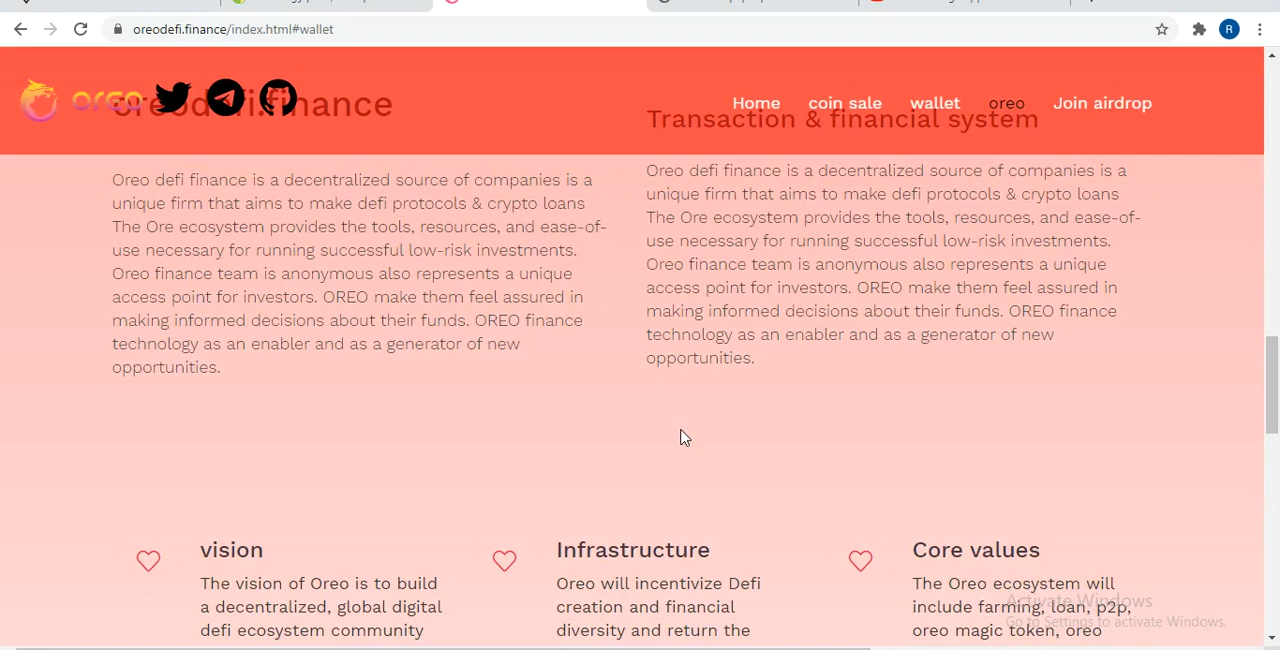 oreodefi.finance/index.html#wallet
R
oreo
oreodefi.finance
Home
coin sale
wallet
oreo
Join airdrop
Transaction & financial system
Oreo defi finance is a decentralized source of companies is a
unique firm that aims to make defi protocols & crypto loans
The Ore ecosystem provides the tools, resources, and ease-of-
use necessary for running successful low-risk investments.
Oreo finance team is anonymous also represents a unique
access point for investors. OREO make them feel assured in
making informed decisions about their funds. OREO finance
technology as an enabler and as a generator of new
opportunities.
Oreo defi finance is a decentralized source of companies is a
unique firm that aims to make defi protocols & crypto loans
The Ore ecosystem provides the tools, resources, and ease-of-
use necessary for running successful low-risk investments.
Oreo finance team is anonymous also represents a unique
access point for investors. OREO make them feel assured in
making informed decisions about their funds. OREO finance
technology as an enabler and as a generator of new
opportunities.
vision
The vision of Oreo is to build
a decentralized, global digital
defi ecosystem community
Infrastructure
Oreo will incentivize Defi
creation and financial
diversity and return the
Core values
The Oreo ecosystem will
include farming, loan, p2p,
oreo magic token, oreo
Activate Windows
Go to Settings to activate Windows.